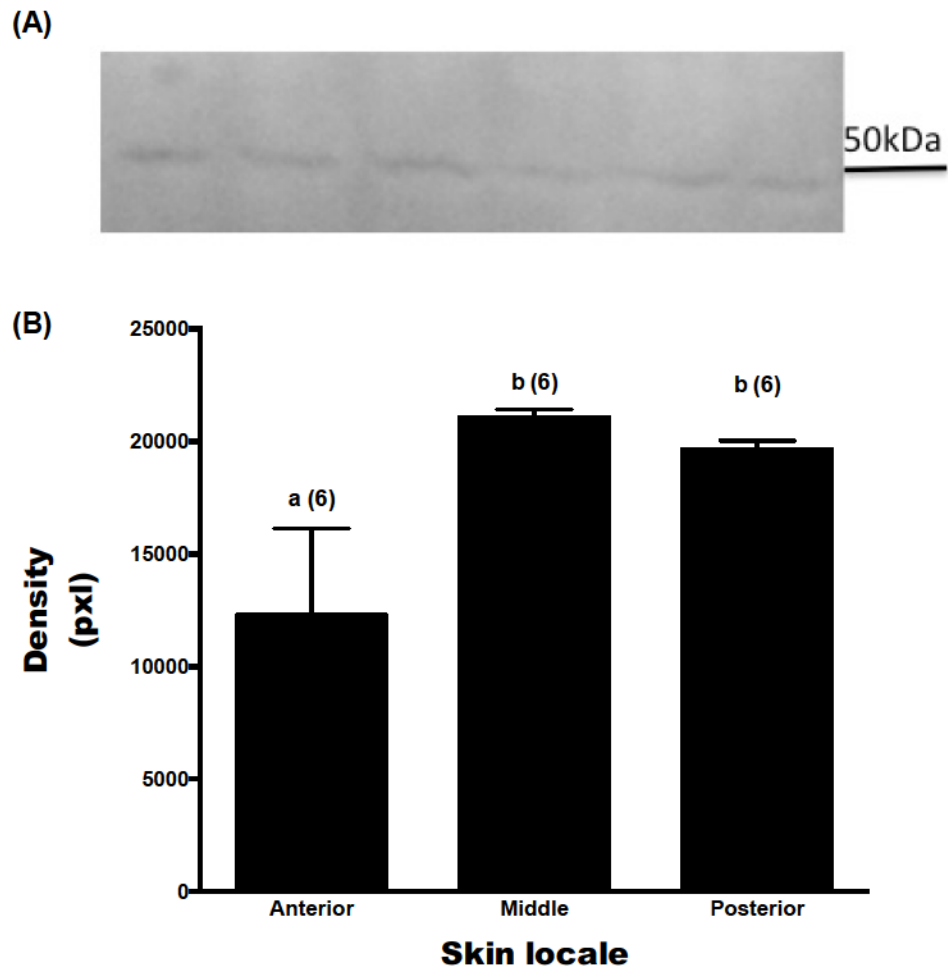 (A)
50kDa
(B)
25000
20000
15000
10000
5000
0
a (6)
b (6)
b (6)
Density
(pxl)
Anterior
Middle
Posterior
Skin locale